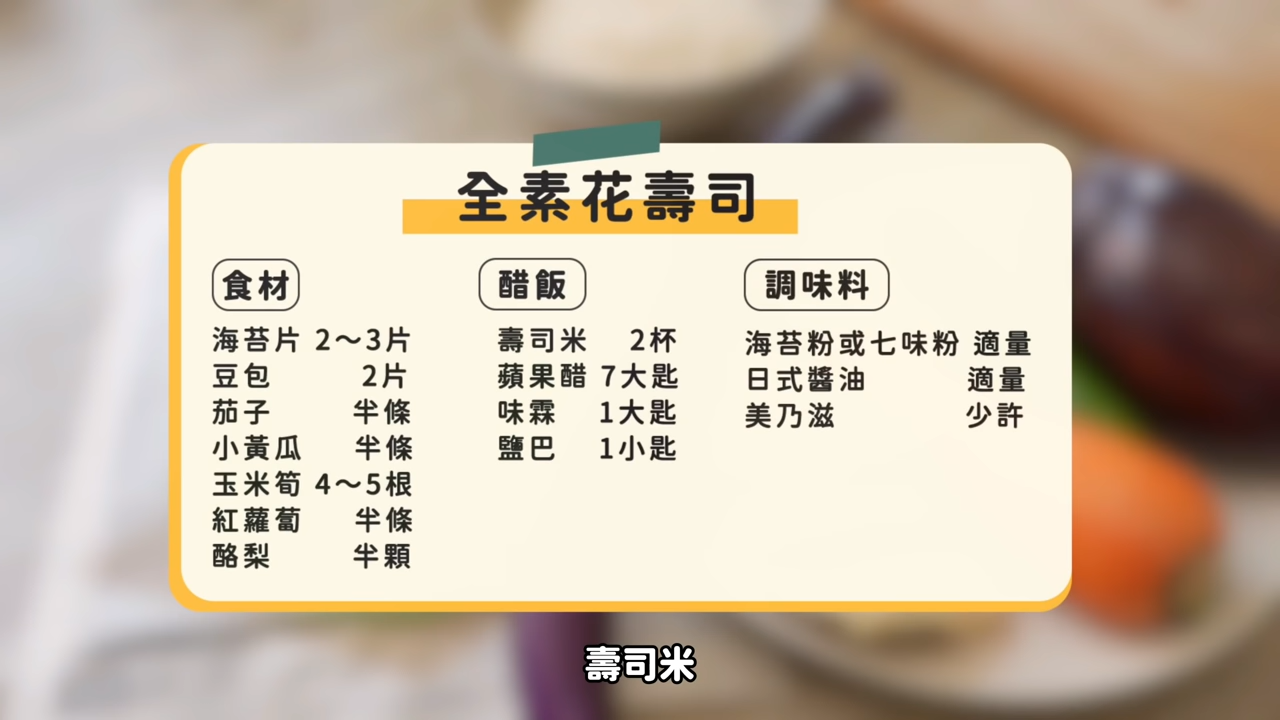 全素花壽司
食材
海苔片 2～3片
豆包 2片
茄子 半條
小黃瓜 半條
玉米筍 4～5根
紅蘿蔔 半條
酪梨 半顆
醋飯
壽司米 2杯
蘋果醋 7大匙
味霖 1大匙
鹽巴 1小匙
調味料
海苔粉或七味粉 適量
日式醬油 適量
美乃滋 少許
壽司米